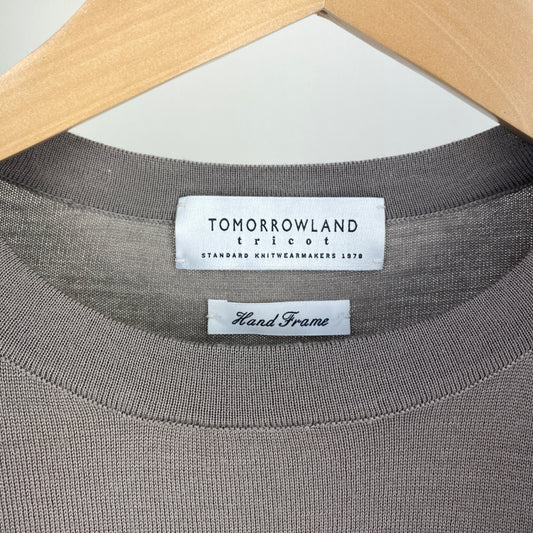 TOMORROWLAND
tricot
STANDARD KNITWEARMAKERS 1978
Hand Frame